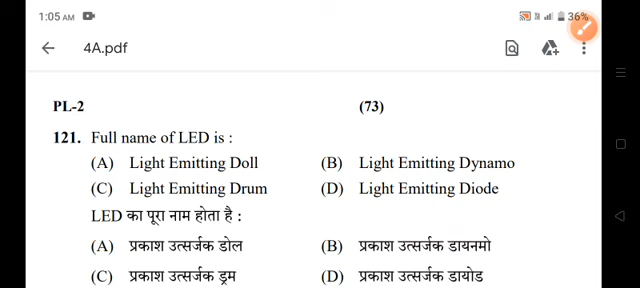 1:05 AM 36%
4A.pdf
PL-2 (73)
121. Full name of LED is :
(A) Light Emitting Doll (B) Light Emitting Dynamo
(C) Light Emitting Drum (D) Light Emitting Diode
LED का पूरा नाम होता है :
(A) प्रकाश उत्सर्जक डोल (B) प्रकाश उत्सर्जक डायनमो
(C) प्रकाश उत्सर्जक ड्रम (D) प्रकाश उत्सर्जक डायोड